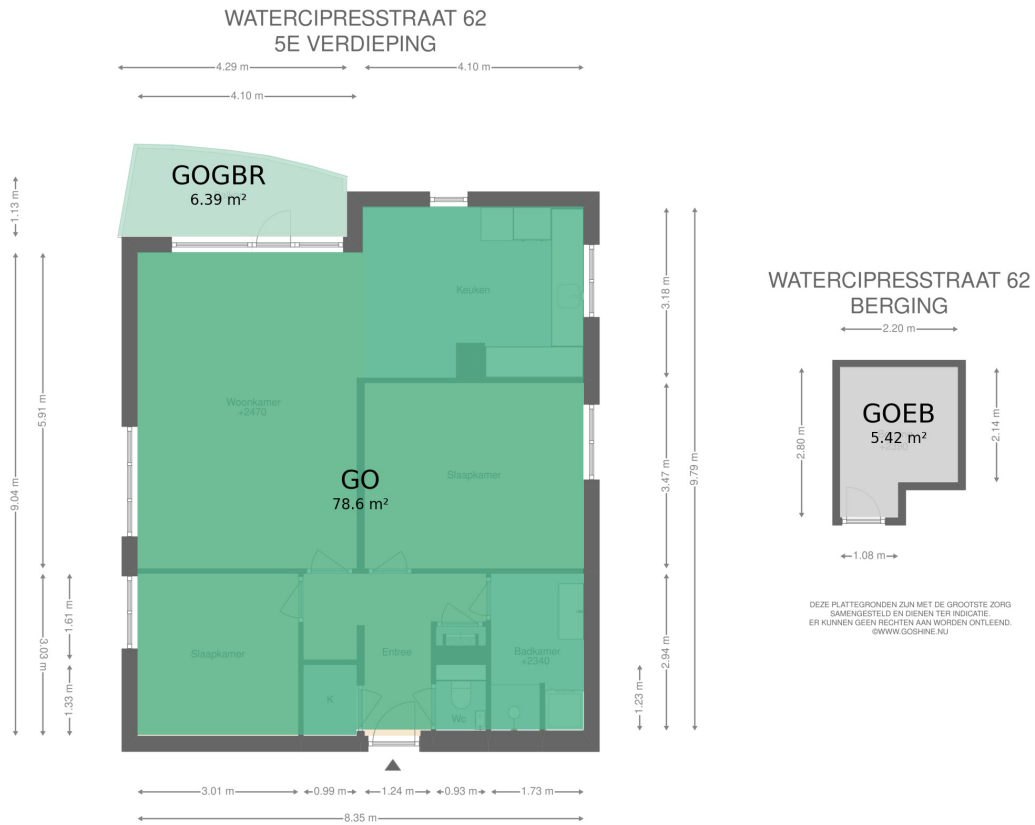 WATERCIPRESSTRAAT 62
5E VERDIEPING
4.29 m
4.10 m
4.10 m
GOGBR
6.39 m²
1.13 m
Keuken
3.18 m
WATERCIPRESSTRAAT 62
BERGING
2.20 m
Woonkamer
+2470
5.91 m
9.04 m
GOEB
5.42 m²
2.80 m
2.14 m
Slaapkamer
3.47 m
9.79 m
GO
78.6 m²
1.08 m
DEZE PLATTEGRONDEN ZIJN MET DE GROOTSTE ZORG
SAMENGESTELD EN DIENEN TER INDICATIE.
ER KUNNEN GEEN RECHTEN AAN WORDEN ONTLEEND.
©WWW.GOSHINE.NU
1.61 m
3.03 m
Slaapkamer
Entree
Badkamer
+2340
2.94 m
1.33 m
K
Wc
1.23 m
3.01 m
0.99 m
1.24 m
0.93 m
1.73 m
8.35 m